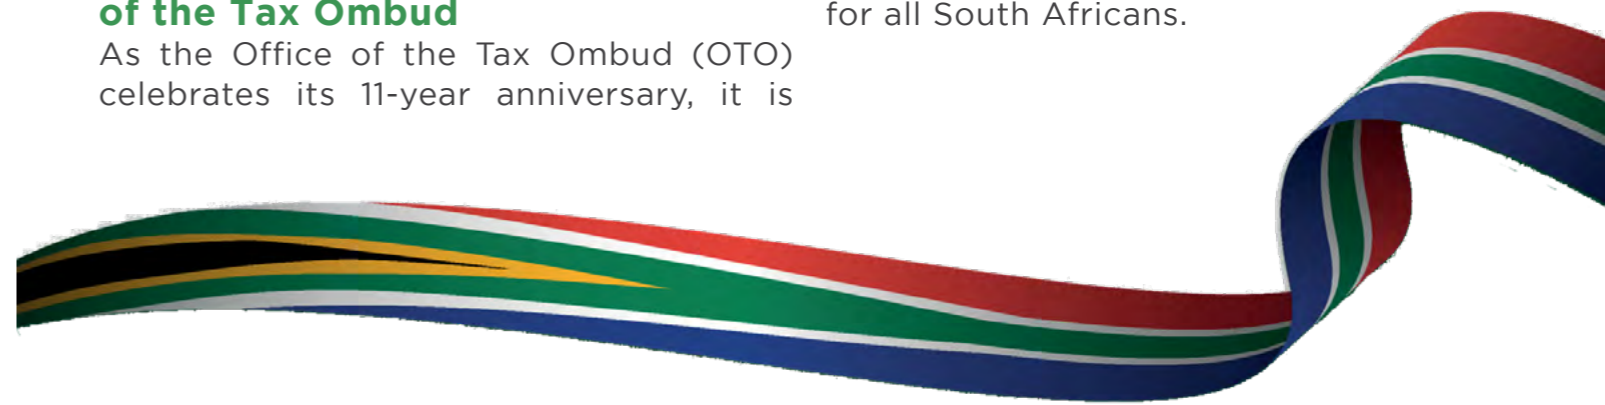 of the Tax Ombud
As the Office of the Tax Ombud (OTO)
celebrates its 11-year anniversary, it is
for all South Africans.